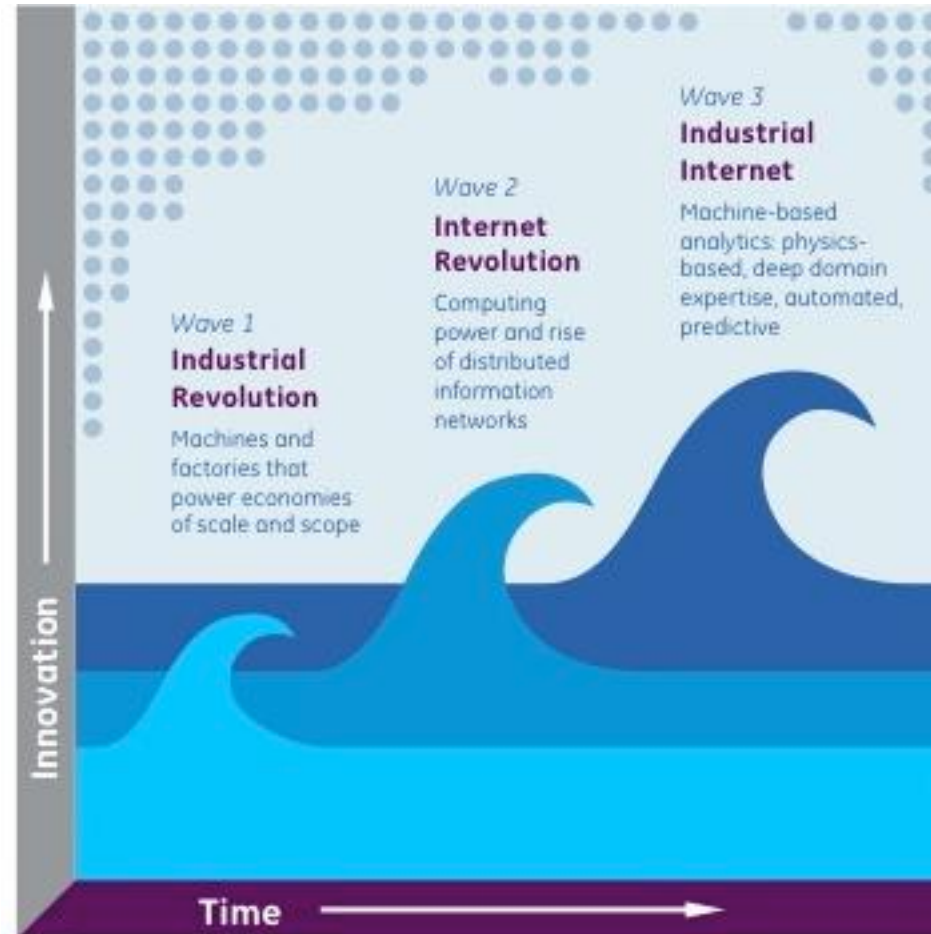 Wave 1
Industrial
Revolution
Machines and
factories that
power economies
of scale and scope
Wave 2
Internet
Revolution
Computing
power and rise
of distributed
information
networks
Wave 3
Industrial
Internet
Machine-based
analytics: physics-
based, deep domain
expertise, automated,
predictive
Innovation
Time